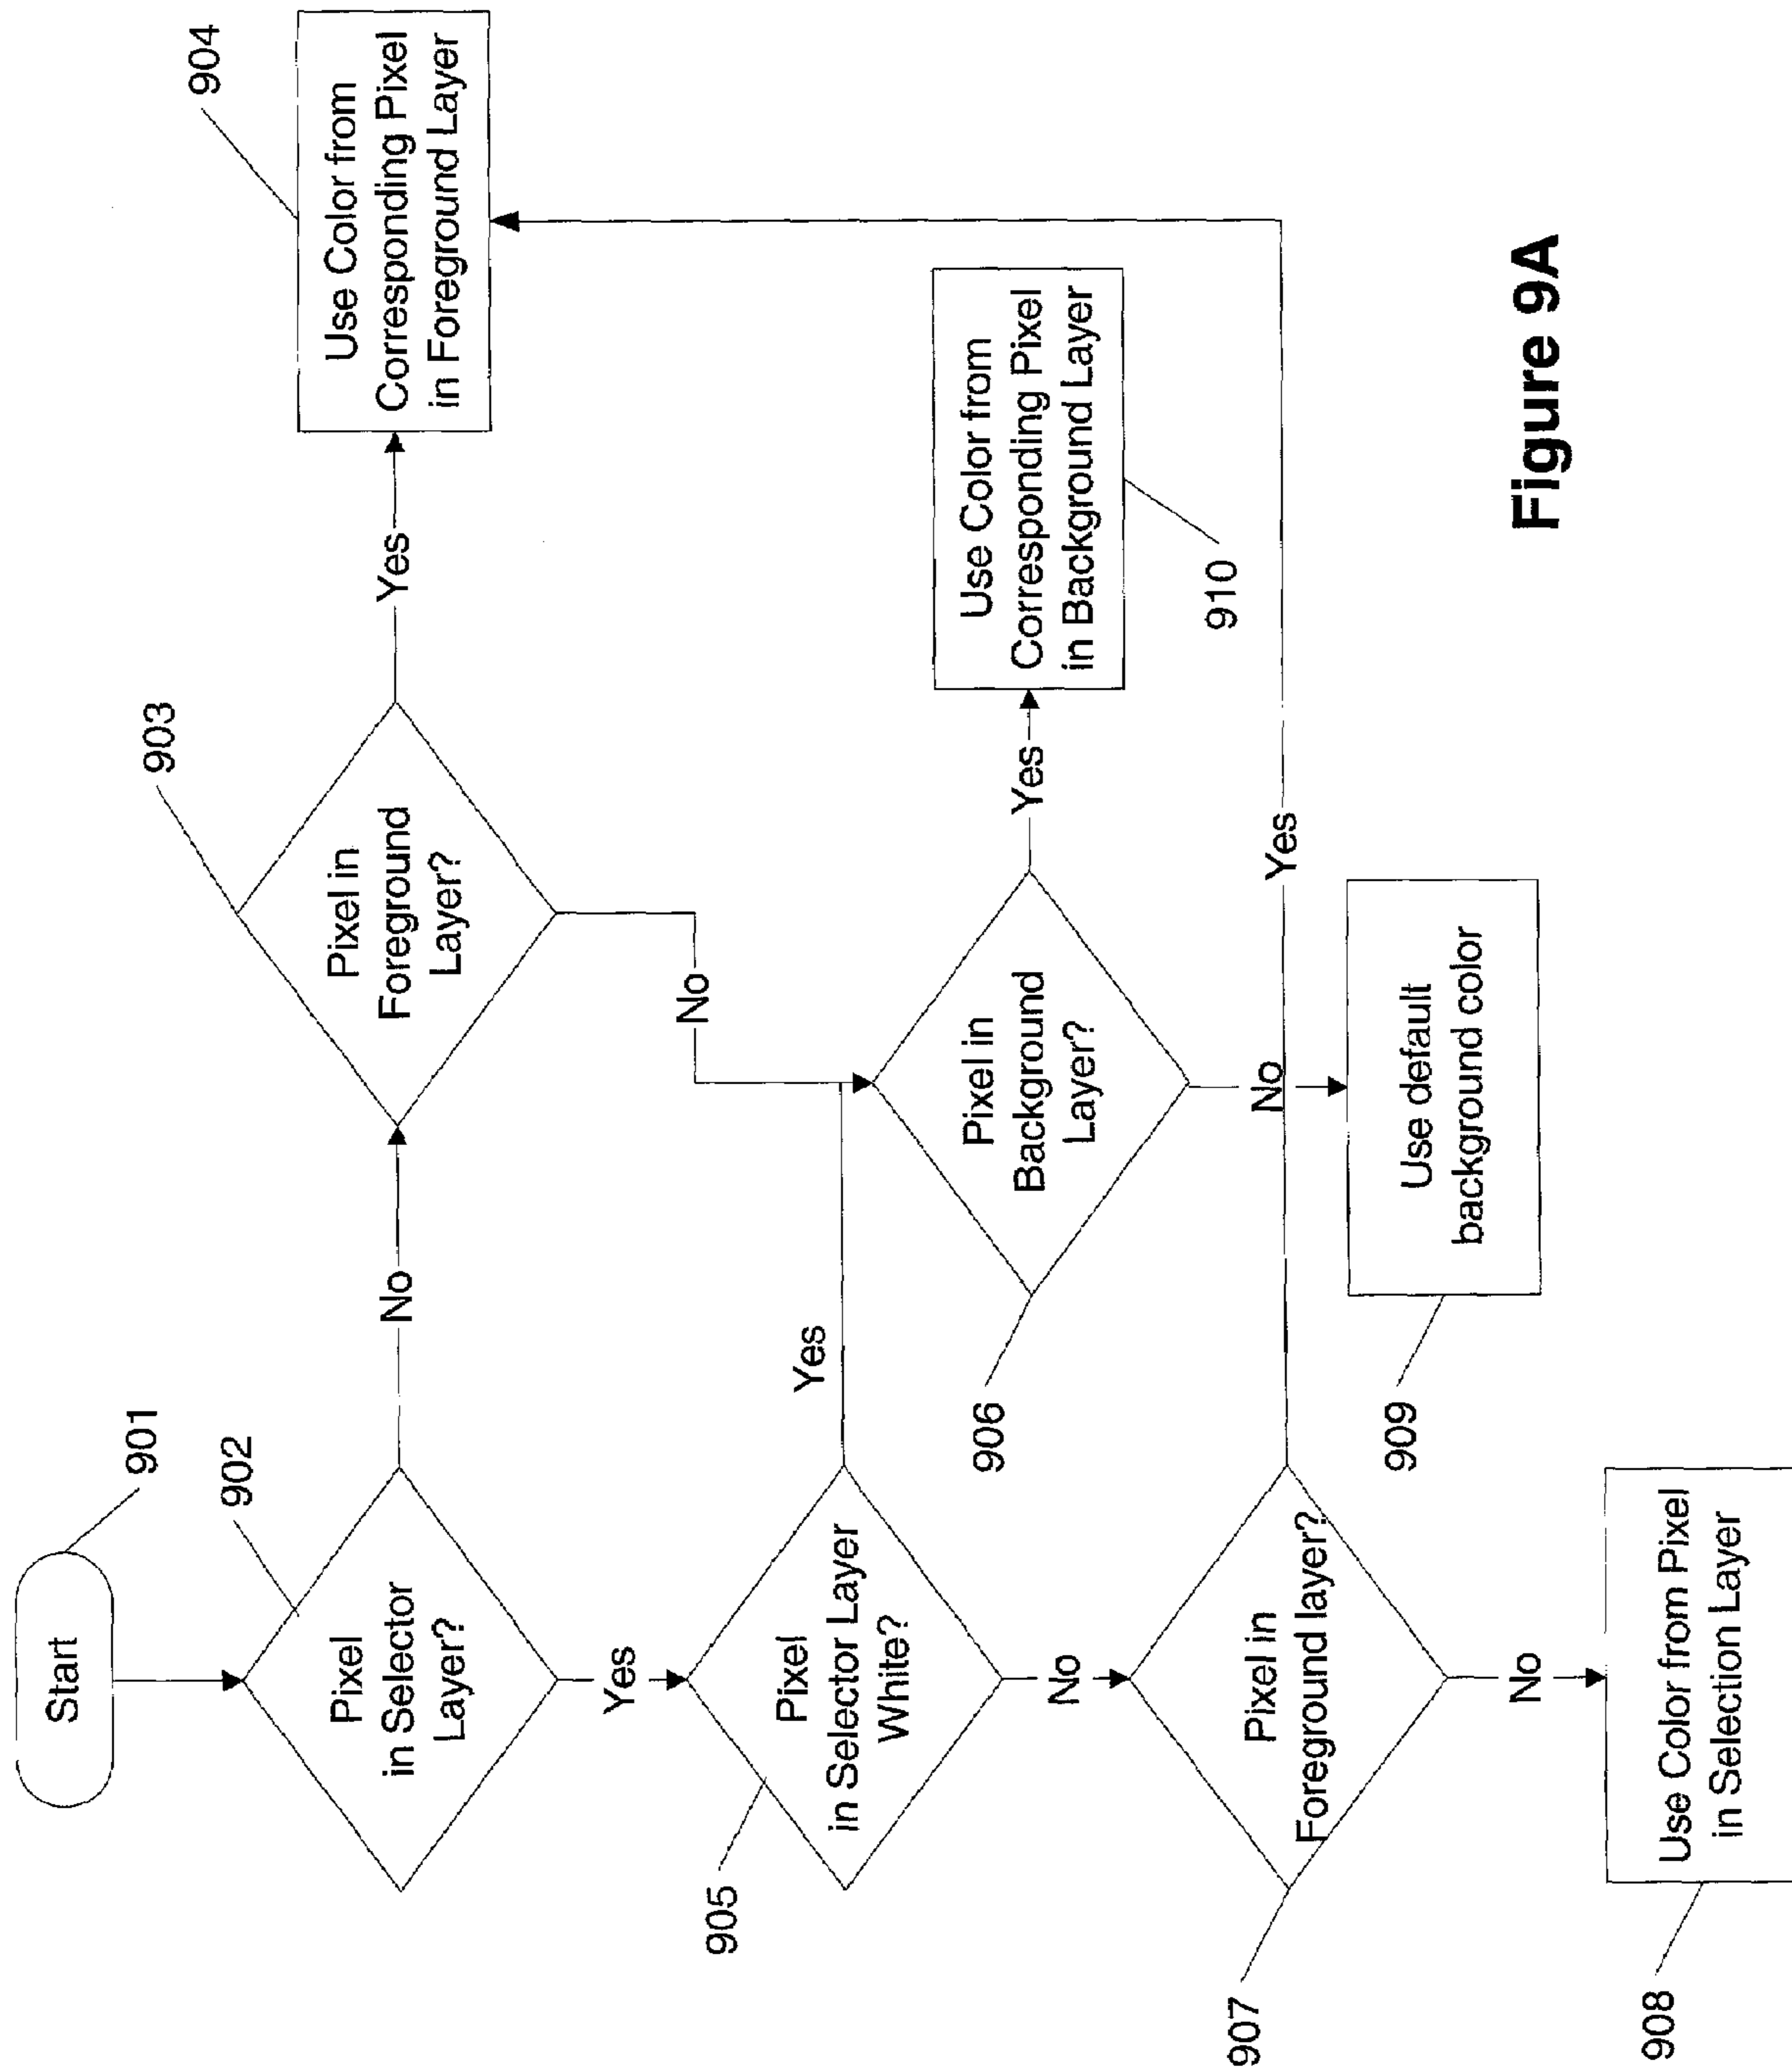 Start
901
Pixel
in Selector
Layer?
902
No
Pixel in
Foreground
Layer?
903
Yes
Use Color from
Corresponding Pixel
in Foreground Layer
904
Yes
No
Pixel
in Selector Layer
White?
905
Yes
Pixel in
Background
Layer?
906
Yes
Use Color from
Corresponding Pixel
in Background Layer
910
No
No
Pixel in
Foreground layer?
907
Yes
Use default
background color
909
No
Use Color from Pixel
in Selection Layer
908
Figure 9A